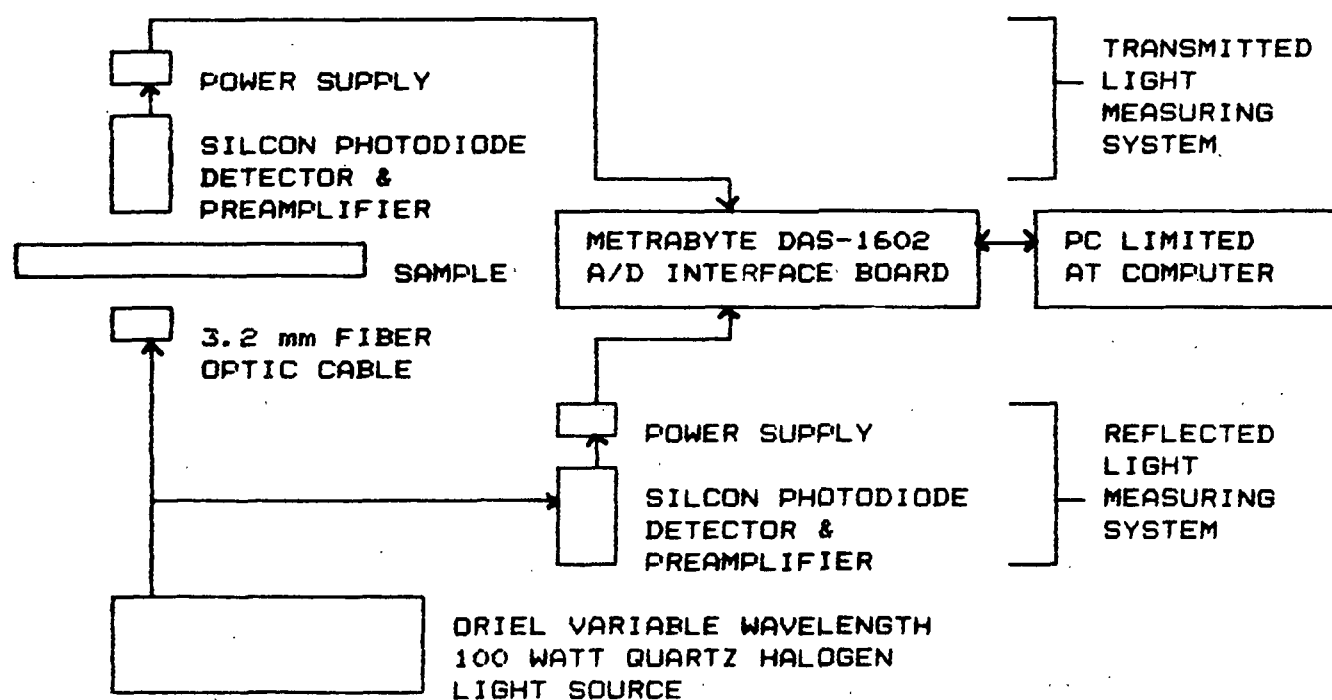 POWER SUPPLY
SILCON PHOTODIODE
DETECTOR &
PREAMPLIFIER
SAMPLE
3.2 mm FIBER
OPTIC CABLE
METRABYTE DAS-1602
A/D INTERFACE BOARD
PC LIMITED
AT COMPUTER
TRANSMITTED
LIGHT
MEASURING
SYSTEM
POWER SUPPLY
SILCON PHOTODIODE
DETECTOR &
PREAMPLIFIER
REFLECTED
LIGHT
MEASURING
SYSTEM
ORIEL VARIABLE WAVELENGTH
100 WATT QUARTZ HALOGEN
LIGHT SOURCE